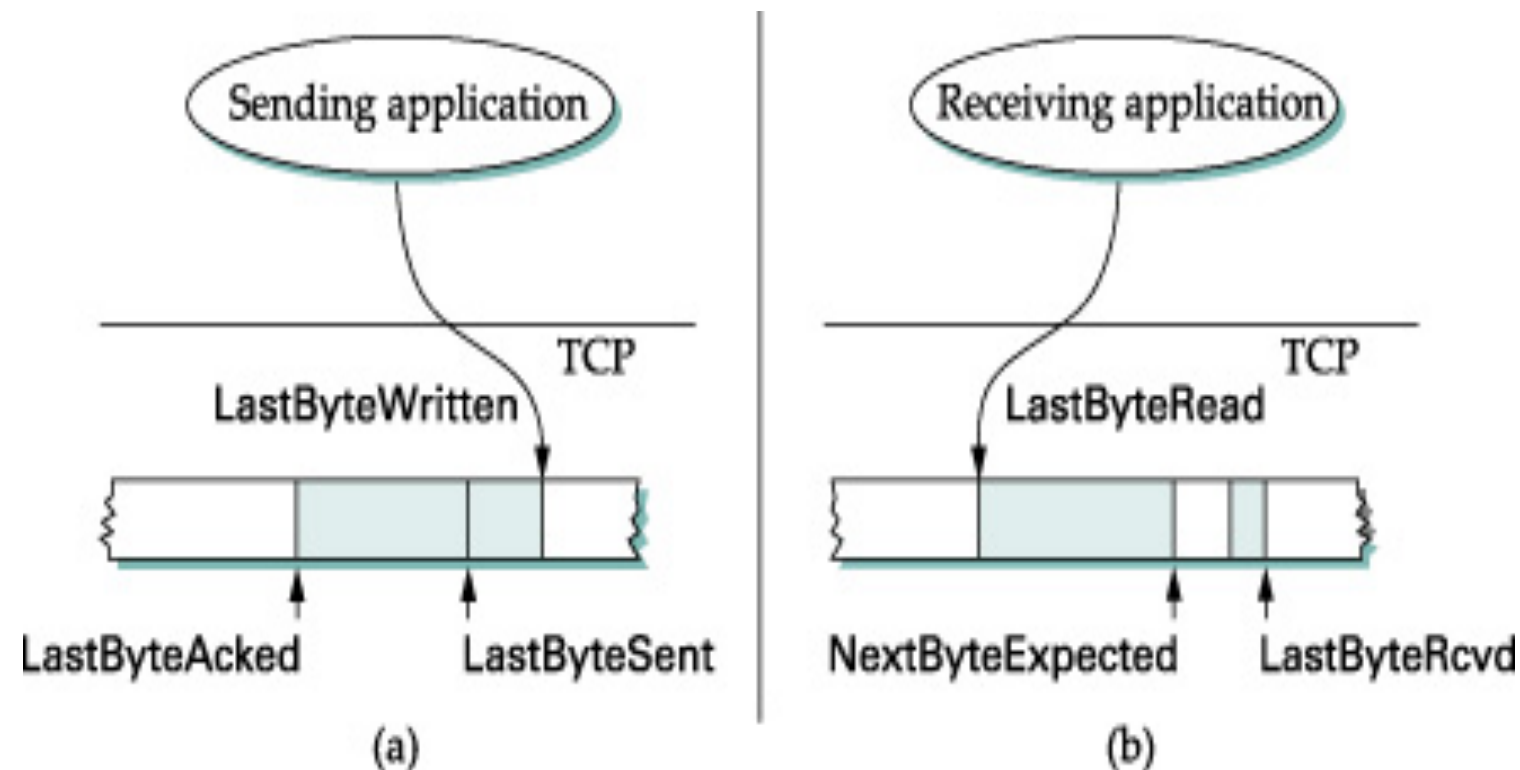 Sending application
TCP
LastByteWritten
LastByteAcked
LastByteSent
(a)
Receiving application
TCP
LastByteRead
NextByteExpected
LastByteRcvd
(b)